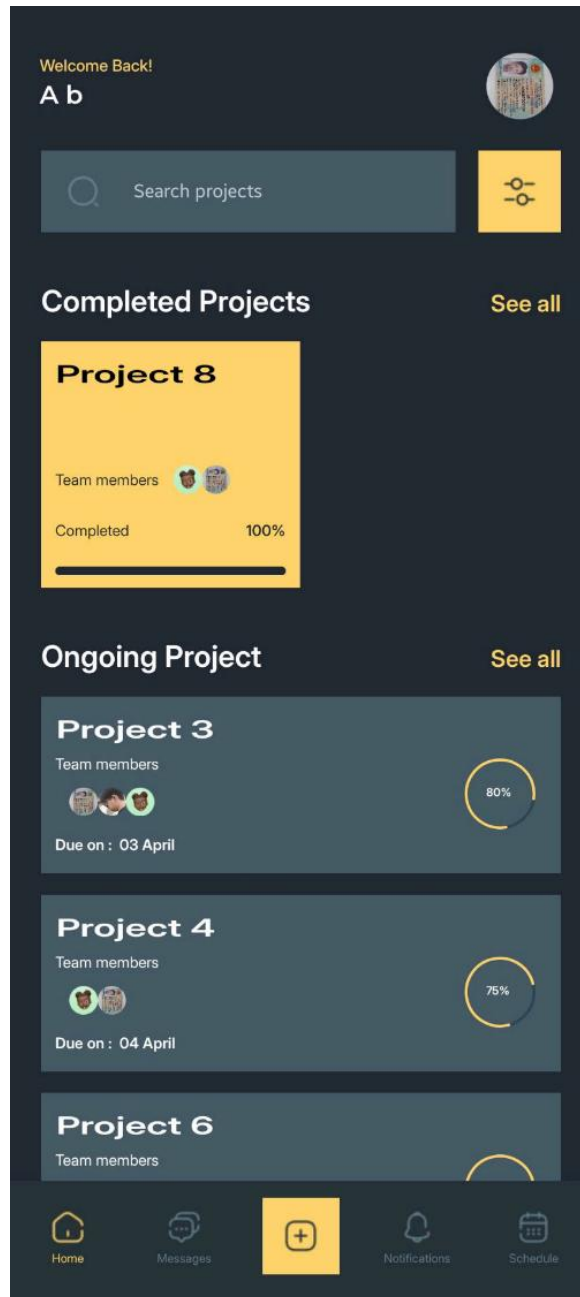 Welcome Back!
A b
Search projects
Completed Projects See all
Project 8
Team members
Completed 100%
Ongoing Project See all
Project 3
Team members
80%
Due on : 03 April
Project 4
Team members
75%
Due on : 04 April
Project 6
Team members
Home Messages Notifications Schedule